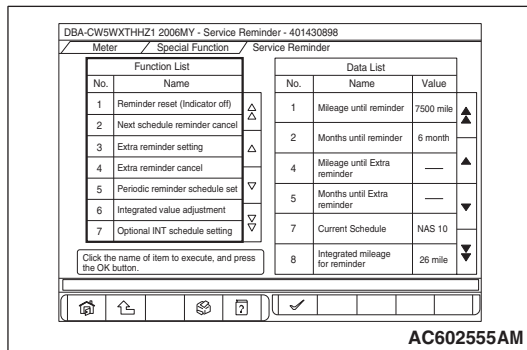 DBA-CW5WXTHHZ1 2006MY - Service Reminder - 401430898
Meter Special Function Service Reminder
Function List
No. Name
1 Reminder reset (Indicator off)
2 Next schedule reminder cancel
3 Extra reminder setting
4 Extra reminder cancel
5 Periodic reminder schedule set
6 Integrated value adjustment
7 Optional INT schedule setting
Click the name of item to execute, and press
the OK button.
Data List
No. Name Value
1 Mileage until reminder 7500 mile
2 Months until reminder 6 month
4 Mileage until Extra
reminder
5 Months until Extra
reminder
7 Current Schedule NAS 10
8 Integrated mileage
for reminder 26 mile
?
AC602555AM